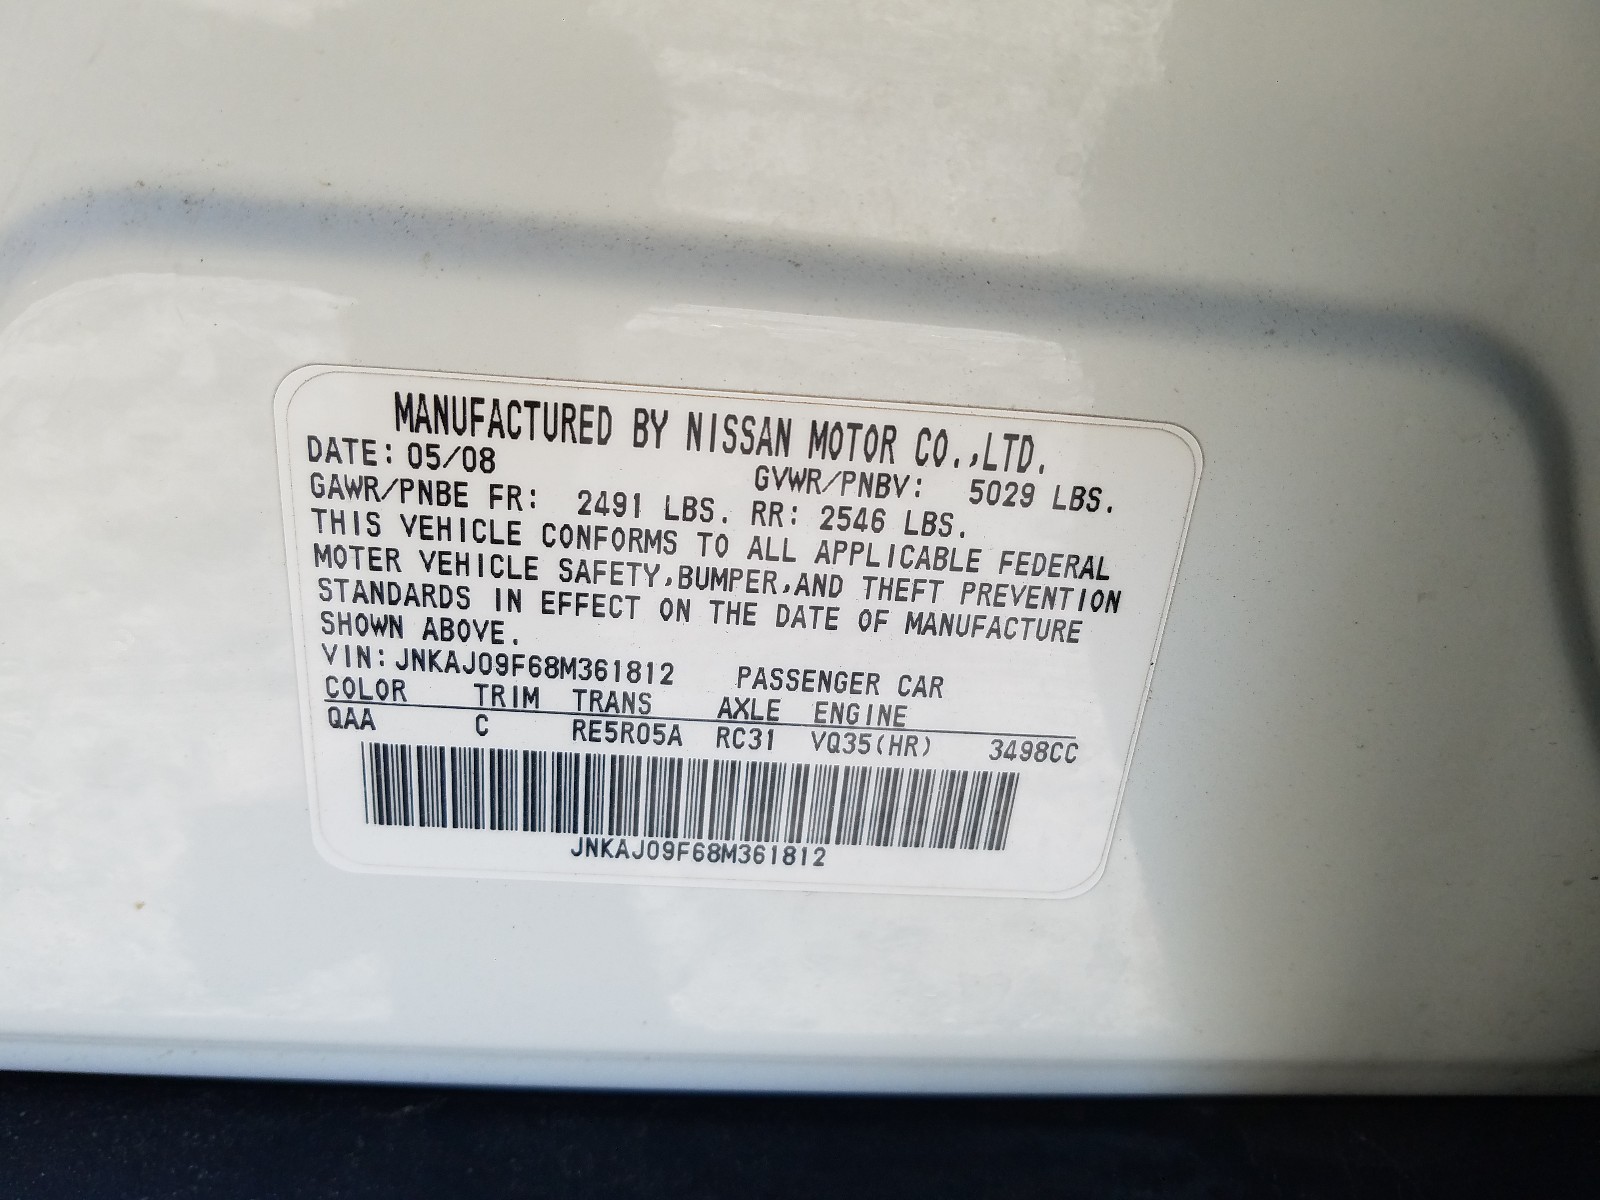 MANUFACTURED BY NISSAN MOTOR CO.,LTD.
DATE: 05/08 GVWR/PNBV: 5029 LBS.
GAWR/PNBE FR: 2491 LBS. RR: 2546 LBS.
THIS VEHICLE CONFORMS TO ALL APPLICABLE FEDERAL
MOTER VEHICLE SAFETY,BUMPER,AND THEFT PREVENTION
STANDARDS IN EFFECT ON THE DATE OF MANUFACTURE
SHOWN ABOVE.
VIN: JNKAJ09F68M361812 PASSENGER CAR
COLOR TRIM TRANS AXLE ENGINE
QAA C RE5R05A RC31 VQ35(HR) 3498CC
JNKAJ09F68M361812